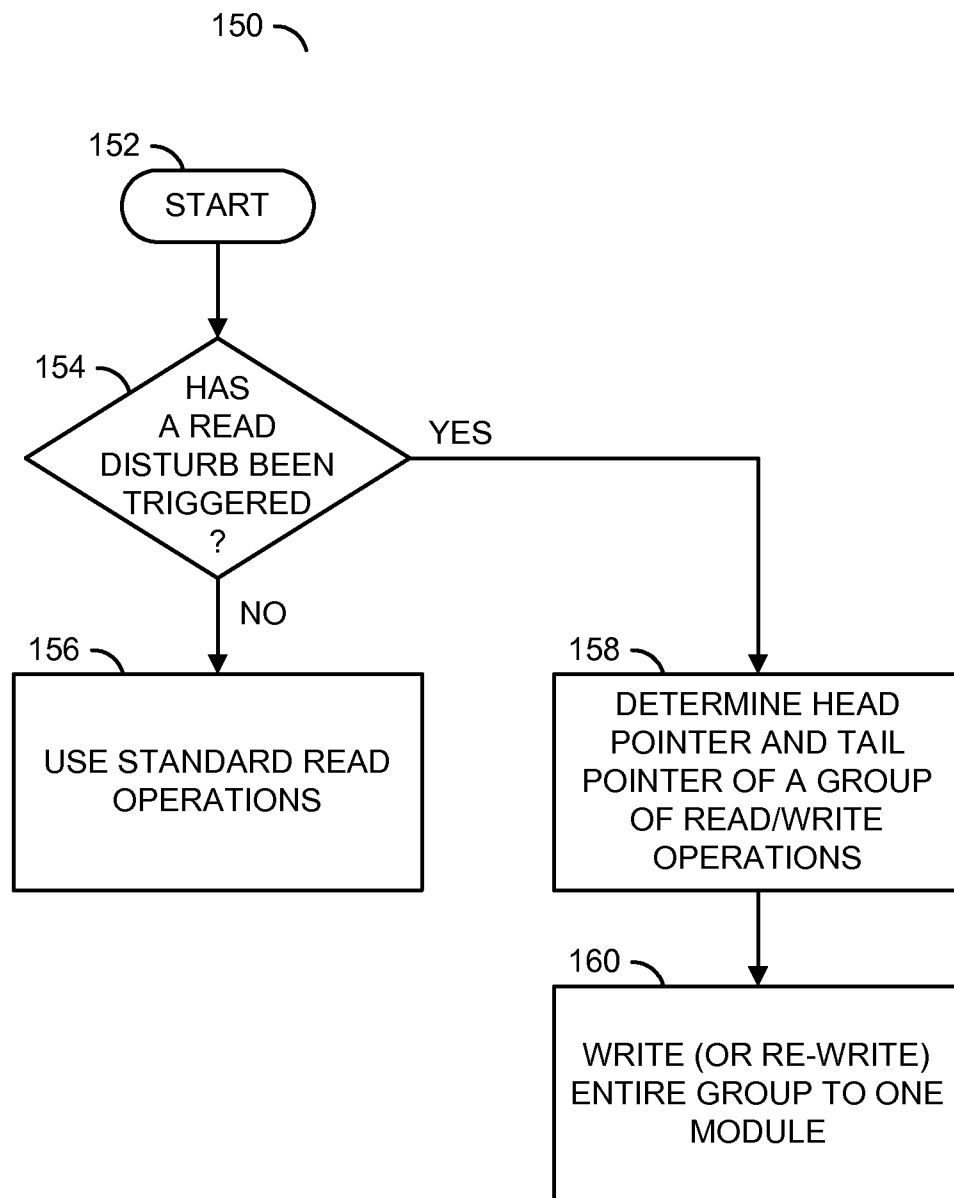 150
152
START
154
HAS
A READ
DISTURB BEEN
TRIGGERED
?
YES
NO
156
USE STANDARD READ
OPERATIONS
158
DETERMINE HEAD
POINTER AND TAIL
POINTER OF A GROUP
OF READ/WRITE
OPERATIONS
160
WRITE (OR RE-WRITE)
ENTIRE GROUP TO ONE
MODULE